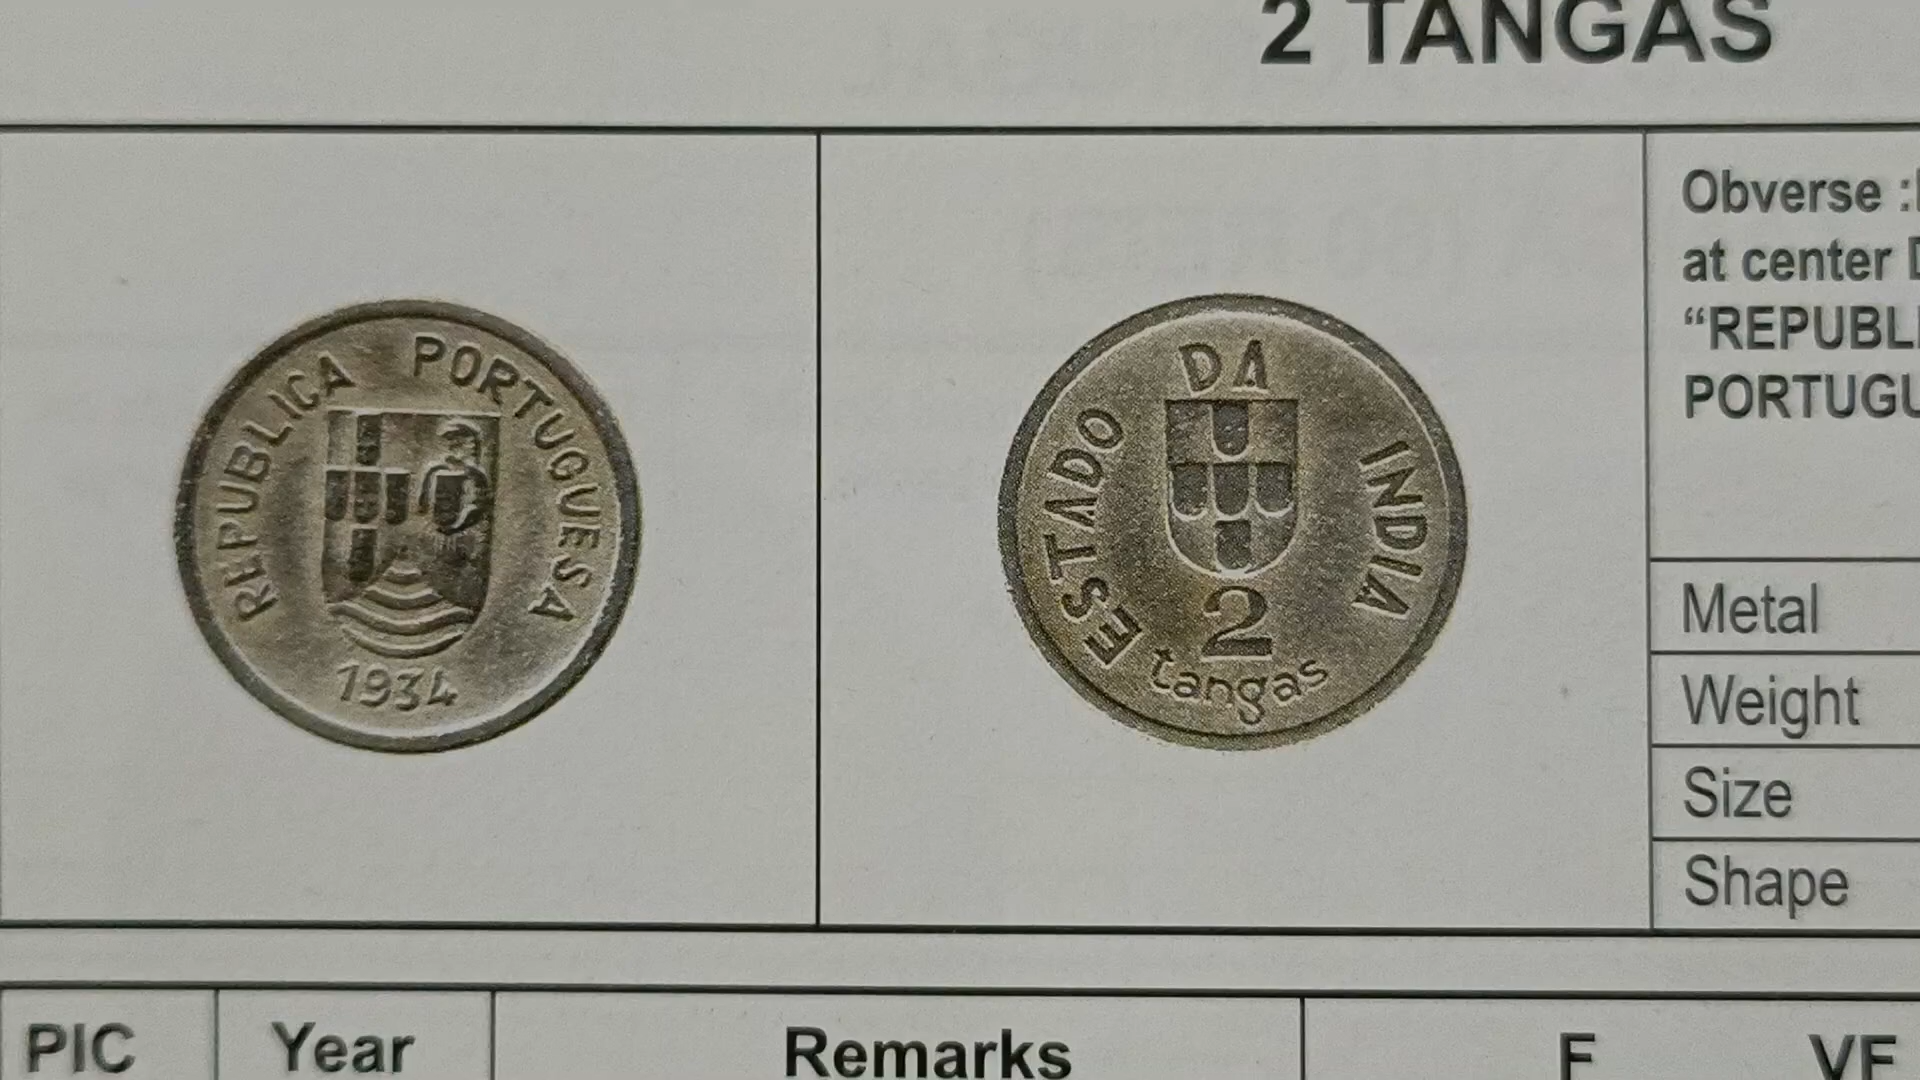 2 TANGAS
REPUBLICA PORTUGUESA
1934
ESTADO DA INDIA
2
tangas
Obverse :
at center
“REPUBLI
PORTUGU
Metal
Weight
Size
Shape
PIC Year Remarks F VF